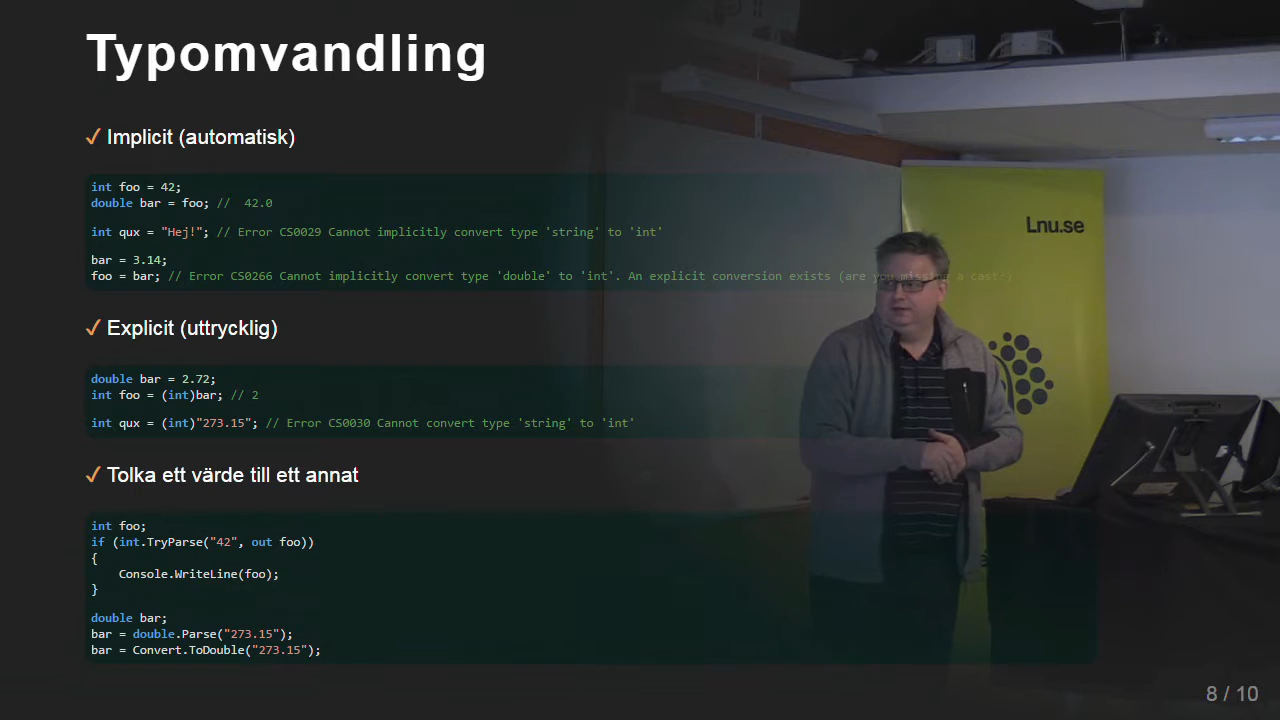 Typomvandling
✓ Implicit (automatisk)
int foo = 42;
double bar = foo; //  42.0
int qux = "Hej!"; // Error CS0029 Cannot implicitly convert type 'string' to 'int'
bar = 3.14;
foo = bar; // Error CS0266 Cannot implicitly convert type 'double' to 'int'. An explicit conversion exists (are you missing a cast?)
✓ Explicit (uttrycklig)
double bar = 2.72;
int foo = (int)bar; // 2
int qux = (int)"273.15"; // Error CS0030 Cannot convert type 'string' to 'int'
✓ Tolka ett värde till ett annat
int foo;
if (int.TryParse("42", out foo))
{
    Console.WriteLine(foo);
}
double bar;
bar = double.Parse("273.15");
bar = Convert.ToDouble("273.15");
Lnu.se
8 / 10